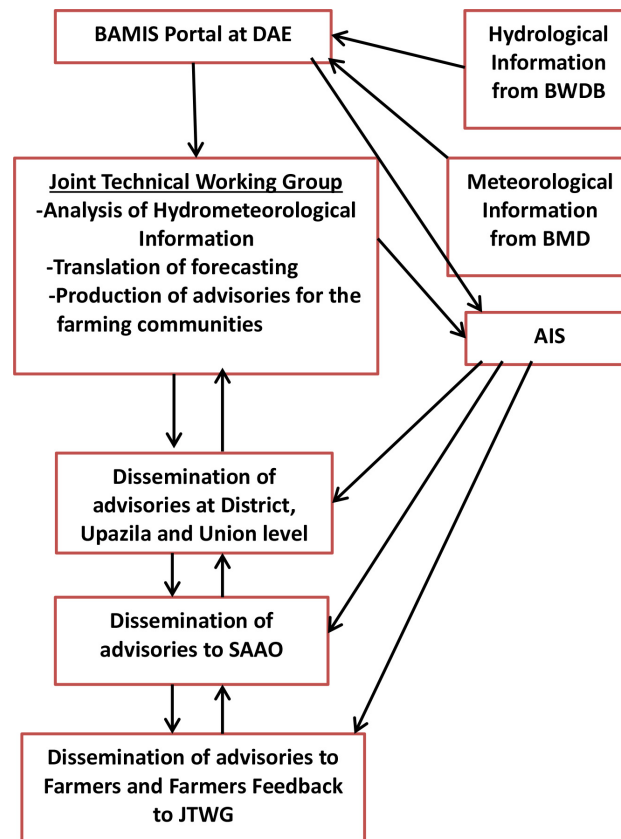 BAMIS Portal at DAE
Hydrological
Information
from BWDB
Joint Technical Working Group
-Analysis of Hydrometeorological
Information
-Translation of forecasting
-Production of advisories for the
farming communities
Meteorological
Information
from BMD
AIS
Dissemination of
advisories at District,
Upazila and Union level
Dissemination of
advisories to SAAO
Dissemination of advisories to
Farmers and Farmers Feedback
to JTWG